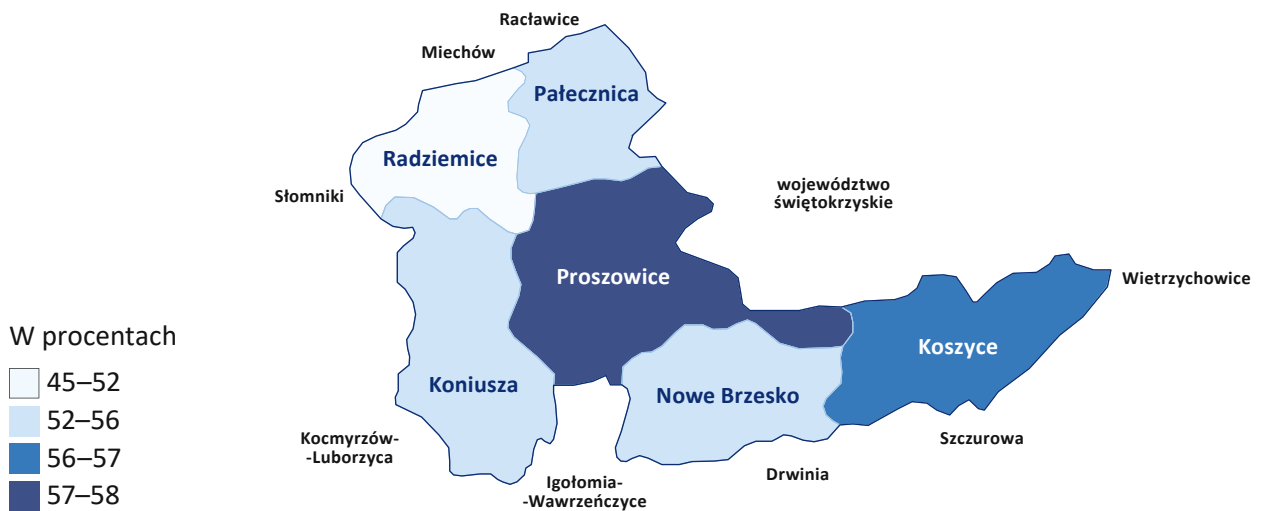 Racławice
Miechów
Pałecznica
Radziemice
Słomniki
województwo
świętokrzyskie
Proszowice
Wietrzychowice
Koszyce
Koniusza
Nowe Brzesko
Kocmyrzów-
-Luborzyca
Igołomia-
-Wawrzeńczyce
Drwinia
Szczurowa
W procentach
45–52
52–56
56–57
57–58